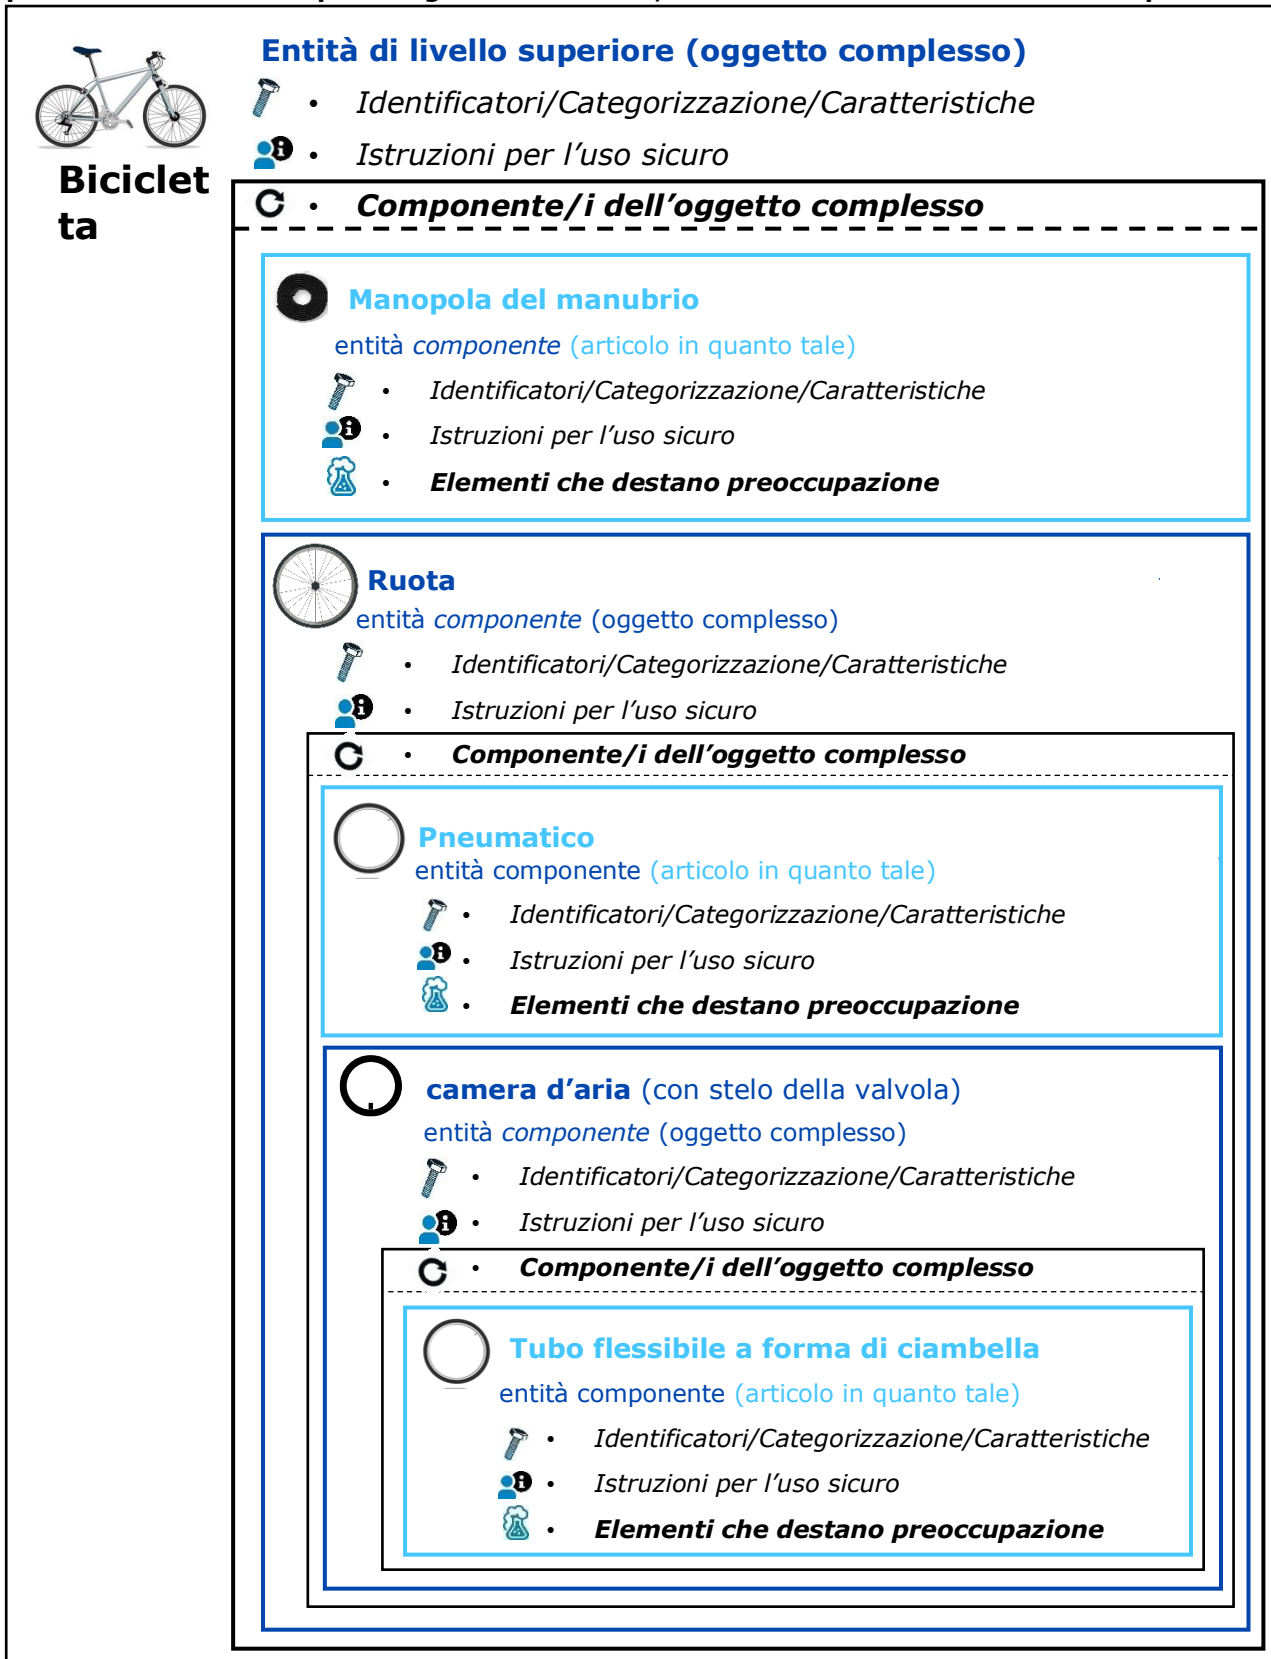 Entità di livello superiore (oggetto complesso)
• Identificatori/Categorizzazione/Caratteristiche
• Istruzioni per l’uso sicuro
Biciclet
ta
• Componente/i dell’oggetto complesso
Manopola del manubrio
entità componente (articolo in quanto tale)
• Identificatori/Categorizzazione/Caratteristiche
• Istruzioni per l’uso sicuro
• Elementi che destano preoccupazione
Ruota
entità componente (oggetto complesso)
• Identificatori/Categorizzazione/Caratteristiche
• Istruzioni per l’uso sicuro
• Componente/i dell’oggetto complesso
Pneumatico
entità componente (articolo in quanto tale)
• Identificatori/Categorizzazione/Caratteristiche
• Istruzioni per l’uso sicuro
• Elementi che destano preoccupazione
camera d’aria (con stelo della valvola)
entità componente (oggetto complesso)
• Identificatori/Categorizzazione/Caratteristiche
• Istruzioni per l’uso sicuro
• Componente/i dell’oggetto complesso
Tubo flessibile a forma di ciambella
entità componente (articolo in quanto tale)
• Identificatori/Categorizzazione/Caratteristiche
• Istruzioni per l’uso sicuro
• Elementi che destano preoccupazione